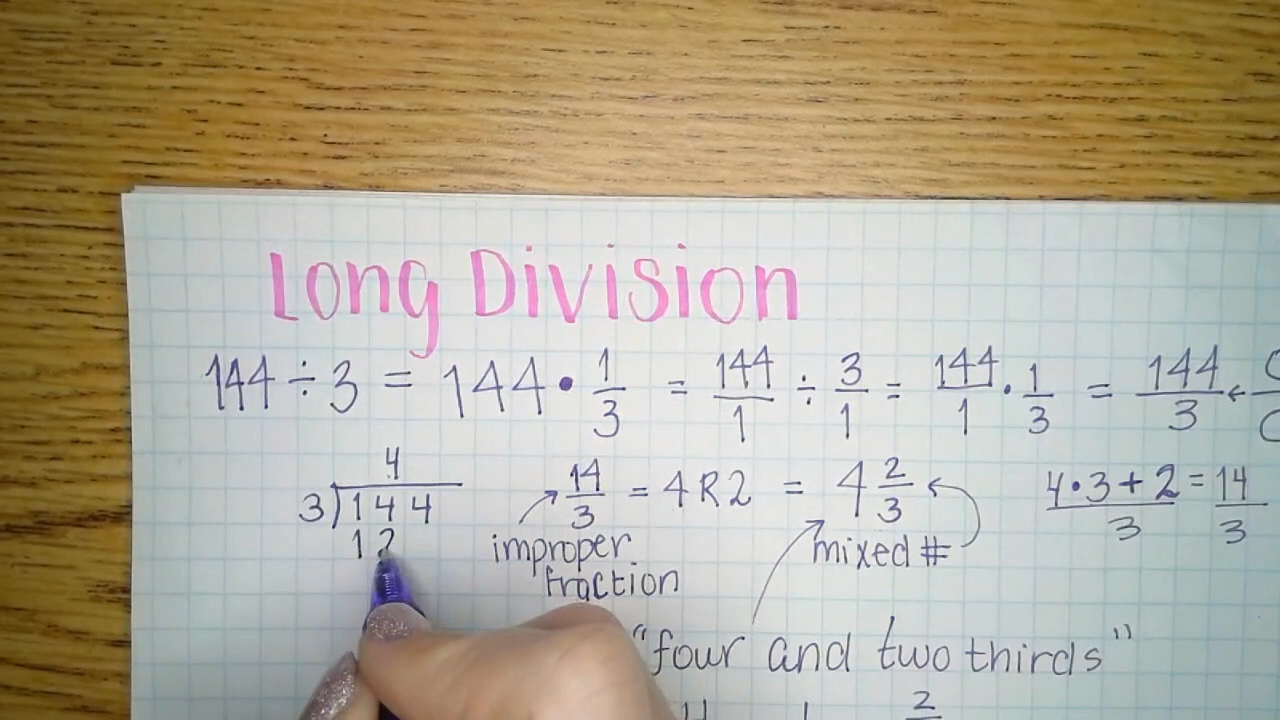 Long Division
144 ÷ 3 = 144 • 1/3 = 144/1 ÷ 3/1 = 144/1 • 1/3 = 144/3 ←
4
3)144
12
14/3 = 4 R2 = 4 2/3
improper
fraction
mixed #
4•3+2/3 = 14/3
"four and two thirds"
2